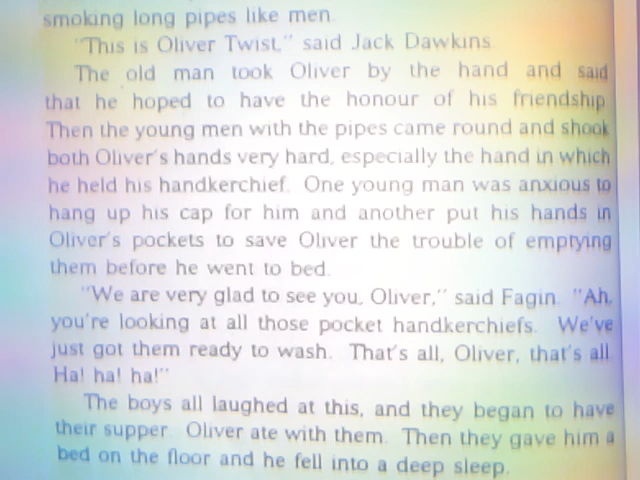 smoking long pipes like men.
"This is Oliver Twist," said Jack Dawkins.
The old man took Oliver by the hand and said
that he hoped to have the honour of his friendship.
Then the young men with the pipes came round and shook
both Oliver's hands very hard, especially the hand in which
he held his handkerchief. One young man was anxious to
hang up his cap for him and another put his hands in
Oliver's pockets to save Oliver the trouble of emptying
them before he went to bed.
"We are very glad to see you, Oliver," said Fagin. "Ah,
you're looking at all those pocket handkerchiefs. We've
just got them ready to wash. That's all, Oliver, that's all.
Ha! ha! ha!"
The boys all laughed at this, and they began to have
their supper. Oliver ate with them. Then they gave him a
bed on the floor and he fell into a deep sleep.